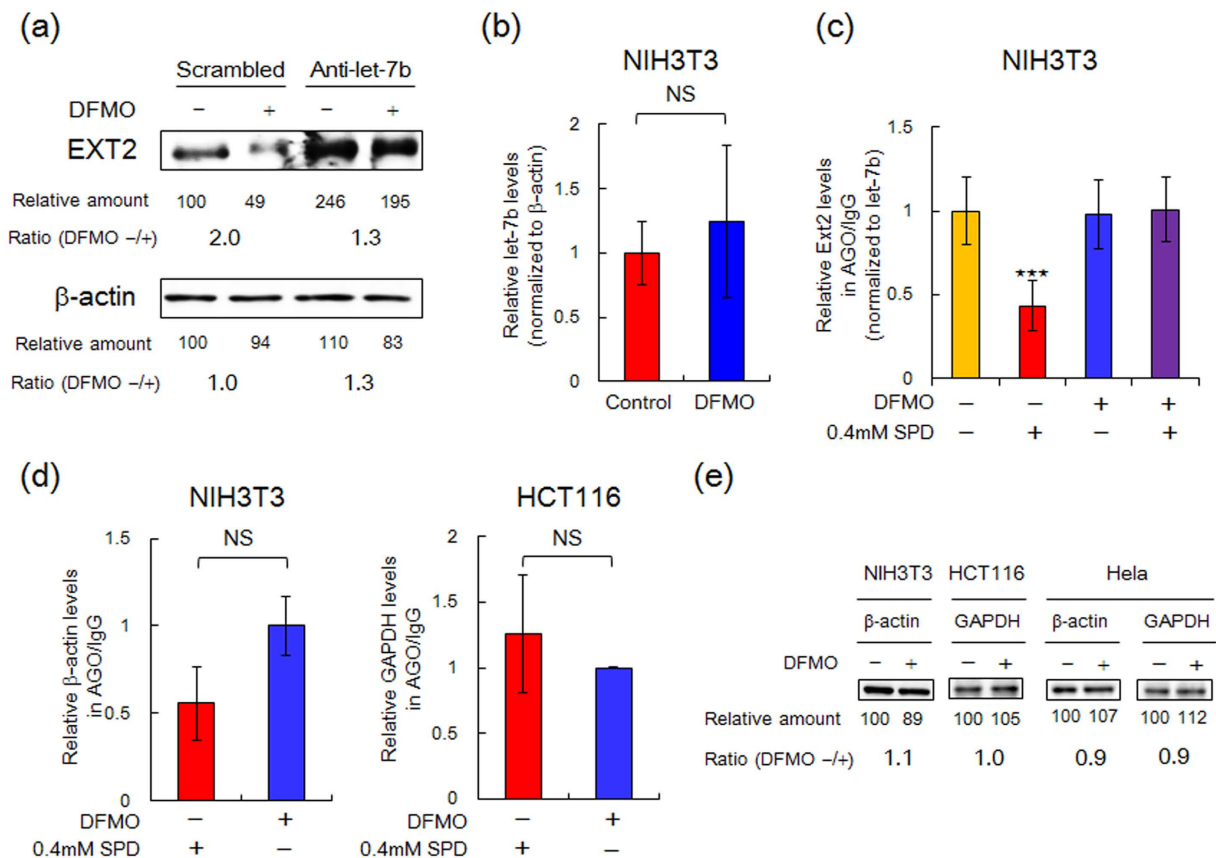 (a)
Scrambled Anti-let-7b
DFMO – + – +
EXT2
Relative amount 100 49 246 195
Ratio (DFMO –/+) 2.0 1.3
β-actin
Relative amount 100 94 110 83
Ratio (DFMO –/+) 1.0 1.3
(b)
NIH3T3
NS
Relative let-7b levels
(normalized to β-actin)
2
1.5
1
0.5
0
Control DFMO
(c)
NIH3T3
Relative Ext2 levels
in AGO/IgG
(normalized to let-7b)
1.5
1
0.5
0
★★★
DFMO – – + +
0.4mM SPD – + – +
(d)
NIH3T3
NS
Relative β-actin levels
in AGO/IgG
1.5
1
0.5
0
DFMO – +
0.4mM SPD + –
HCT116
NS
Relative GAPDH levels
in AGO/IgG
2
1.5
1
0.5
0
DFMO – +
0.4mM SPD + –
(e)
NIH3T3 HCT116 Hela
β-actin GAPDH β-actin GAPDH
DFMO – + – + – + – +
Relative amount 100 89 100 105 100 107 100 112
Ratio (DFMO –/+) 1.1 1.0 0.9 0.9